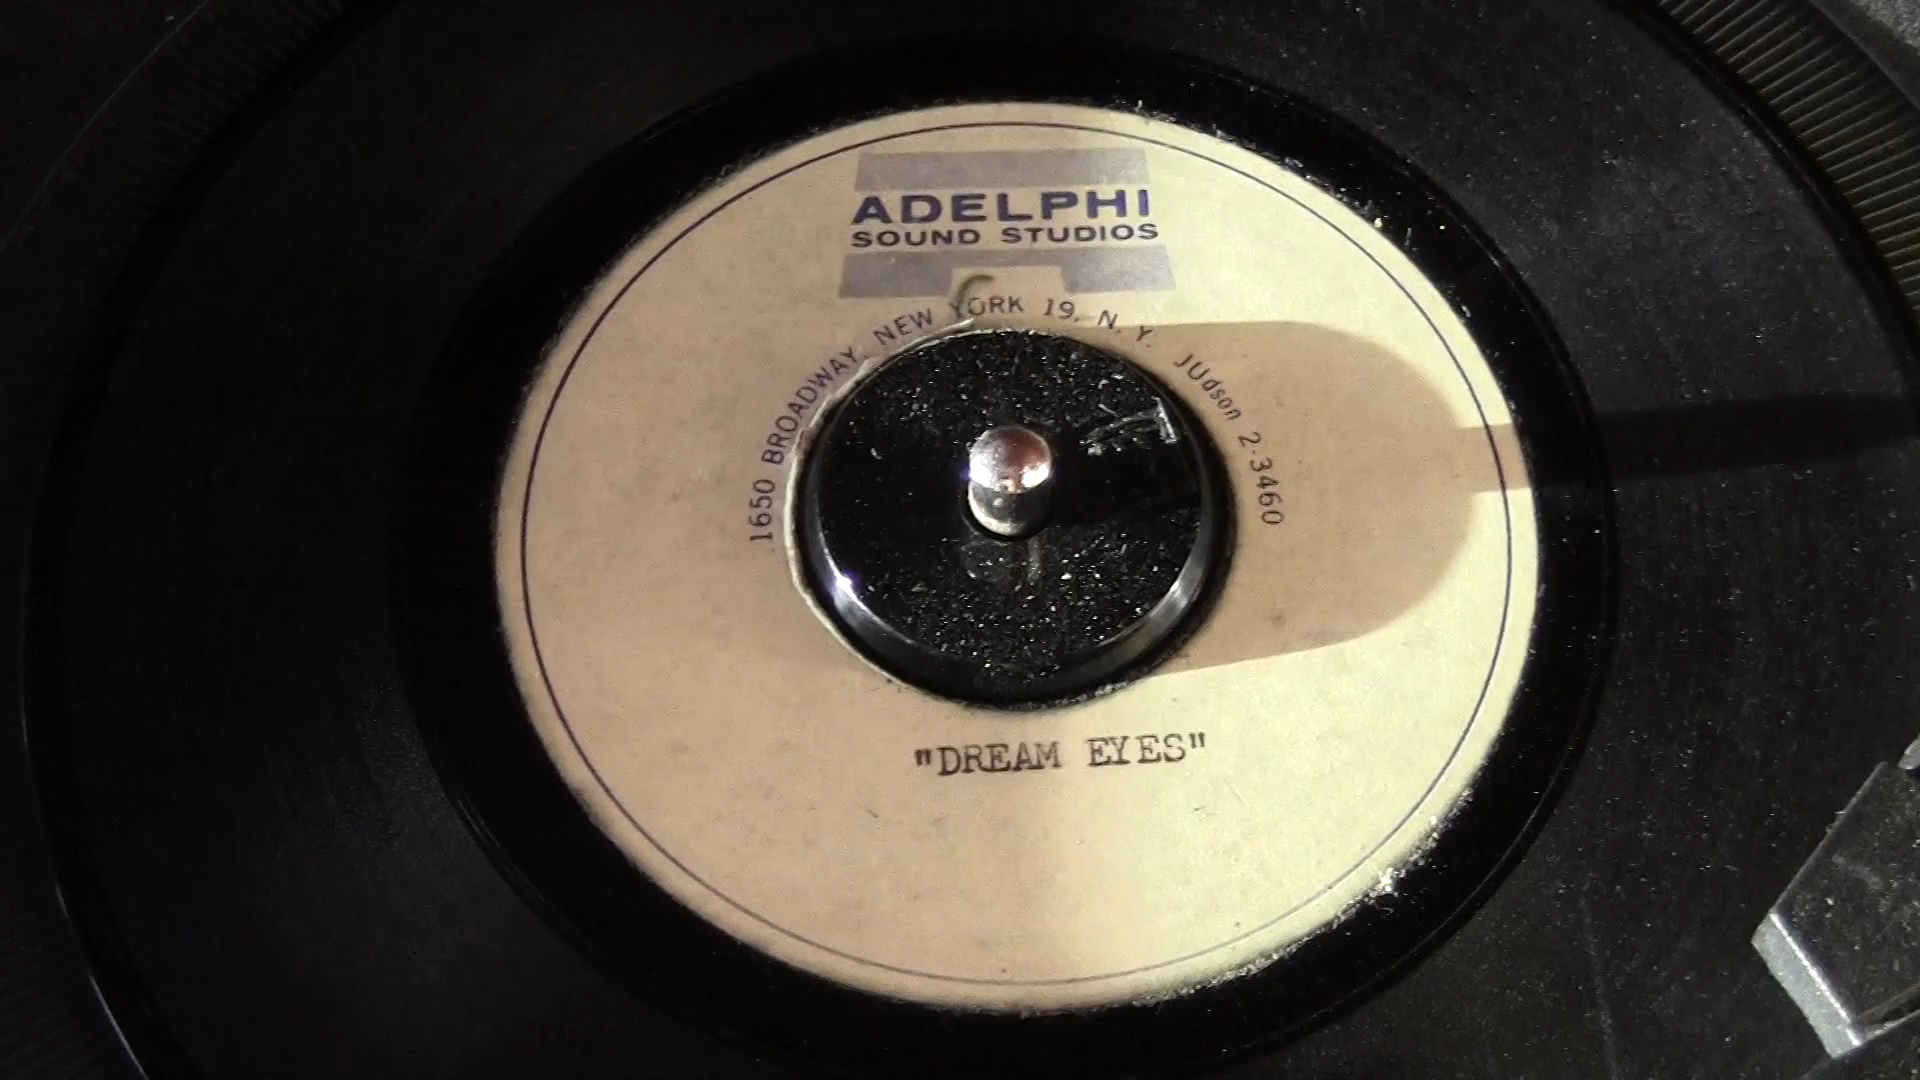 ADELPHI
SOUND STUDIOS
1650 BROADWAY, NEW YORK 19, N. Y. JUdson 2-3460
"DREAM EYES"